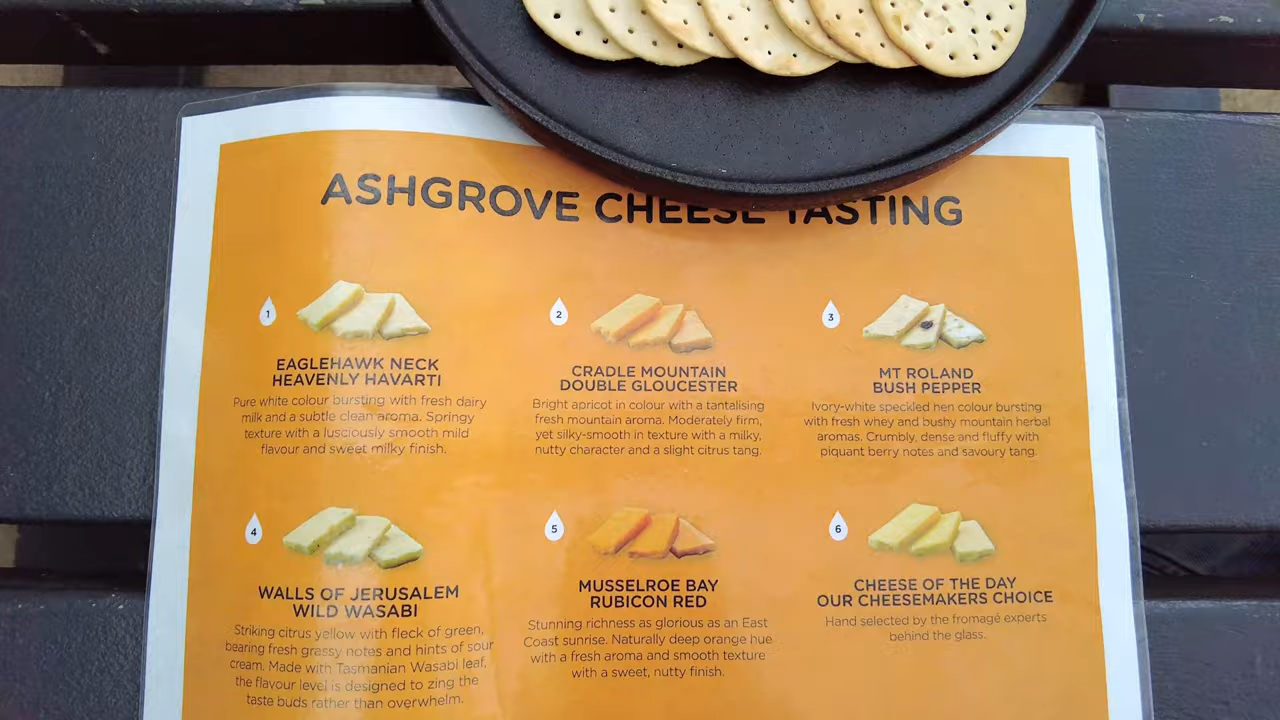 ASHGROVE CHEESE TASTING
1
EAGLEHAWK NECK
HEAVENLY HAVARTI
Pure white colour bursting with fresh dairy
milk and a subtle clean aroma. Springy
texture with a lusciously smooth mild
flavour and sweet milky finish.
2
CRADLE MOUNTAIN
DOUBLE GLOUCESTER
Bright apricot in colour with a tantalising
fresh mountain aroma. Moderately firm,
yet silky-smooth in texture with a milky,
nutty character and a slight citrus tang.
3
MT ROLAND
BUSH PEPPER
Ivory-white speckled hen colour bursting
with fresh whey and bushy mountain herbal
aromas. Crumbly, dense and fluffy with
piquant berry notes and savoury tang.
4
WALLS OF JERUSALEM
WILD WASABI
Striking citrus yellow with fleck of green,
bearing fresh grassy notes and hints of sour
cream. Made with Tasmanian Wasabi leaf,
the flavour level is designed to zing the
taste buds rather than overwhelm.
5
MUSSELROE BAY
RUBICON RED
Stunning richness as glorious as an East
Coast sunrise. Naturally deep orange hue
with a fresh aroma and smooth texture
with a sweet, nutty finish.
6
CHEESE OF THE DAY
OUR CHEESEMAKERS CHOICE
Hand selected by the fromagé experts
behind the glass.